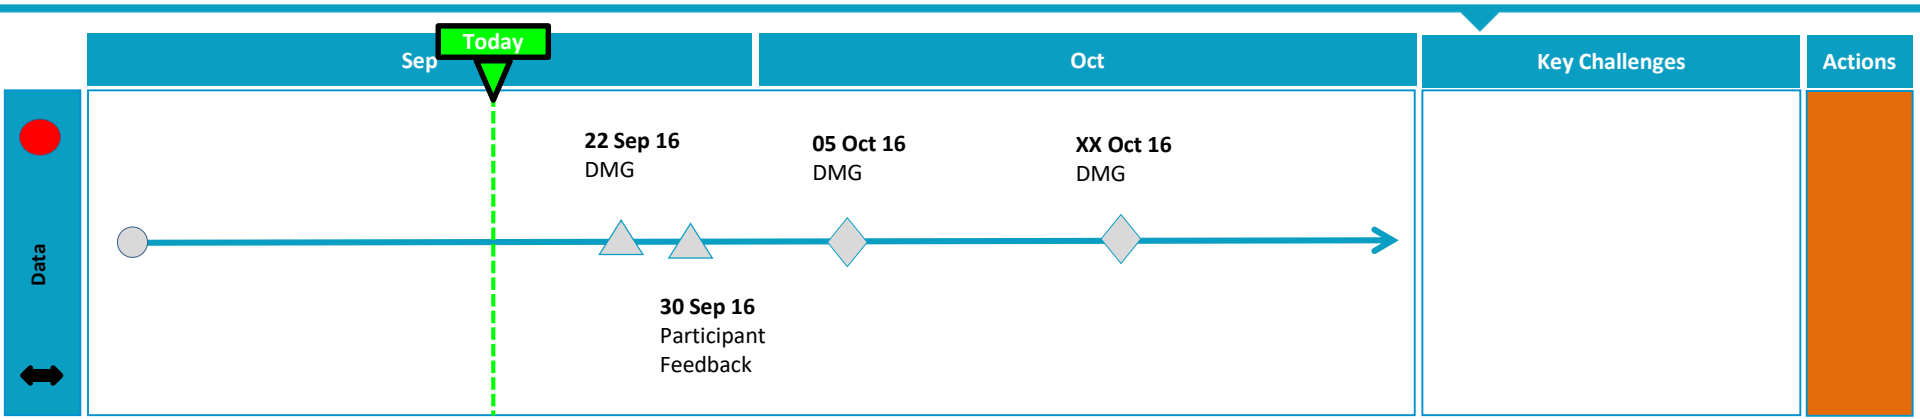 Today
Sep
Oct
Key Challenges
Actions
Data
22 Sep 16
DMG
05 Oct 16
DMG
XX Oct 16
DMG
30 Sep 16
Participant
Feedback